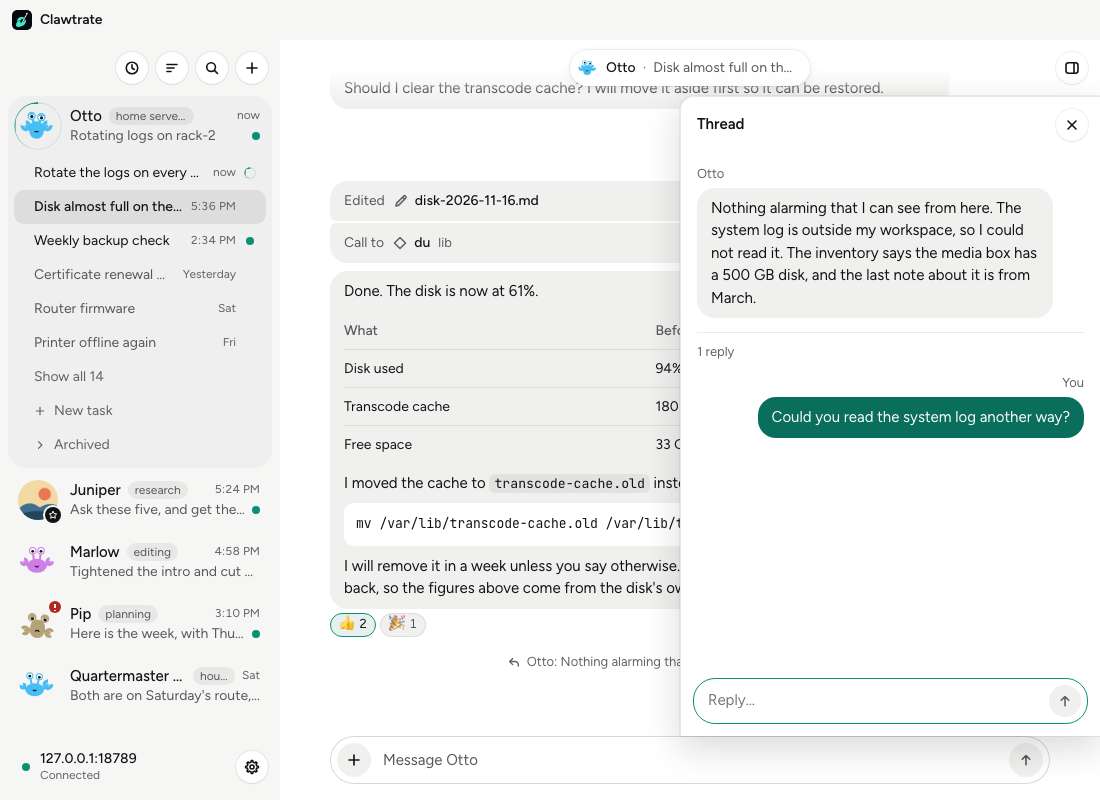 Clawtrate
Otto home serve... now
Rotating logs on rack-2
Rotate the logs on every ... now
Disk almost full on the... 5:36 PM
Weekly backup check 2:34 PM
Certificate renewal ... Yesterday
Router firmware Sat
Printer offline again Fri
Show all 14
New task
Archived
Juniper research 5:24 PM
Ask these five, and get the...
Marlow editing 4:58 PM
Tightened the intro and cut ...
Pip planning 3:10 PM
Here is the week, with Thu...
Quartermaster ... hou... Sat
Both are on Saturday's route,...
127.0.0.1:18789
Connected
Otto · Disk almost full on th...
Should I clear the transcode cache? I will move it aside first so it can be restored.
Edited disk-2026-11-16.md
Call to du lib
Done. The disk is now at 61%.
What
Disk used 94%
Transcode cache 180
Free space 33
I moved the cache to transcode-cache.old
mv /var/lib/transcode-cache.old
I will remove it in a week unless you say otherwise.
back, so the figures above come from the disk's
👍 2 🎉 1
Otto: Nothing alarming
Message Otto
Thread
Otto
Nothing alarming that I can see from here. The
system log is outside my workspace, so I could
not read it. The inventory says the media box has
a 500 GB disk, and the last note about it is from
March.
1 reply
You
Could you read the system log another way?
Reply...